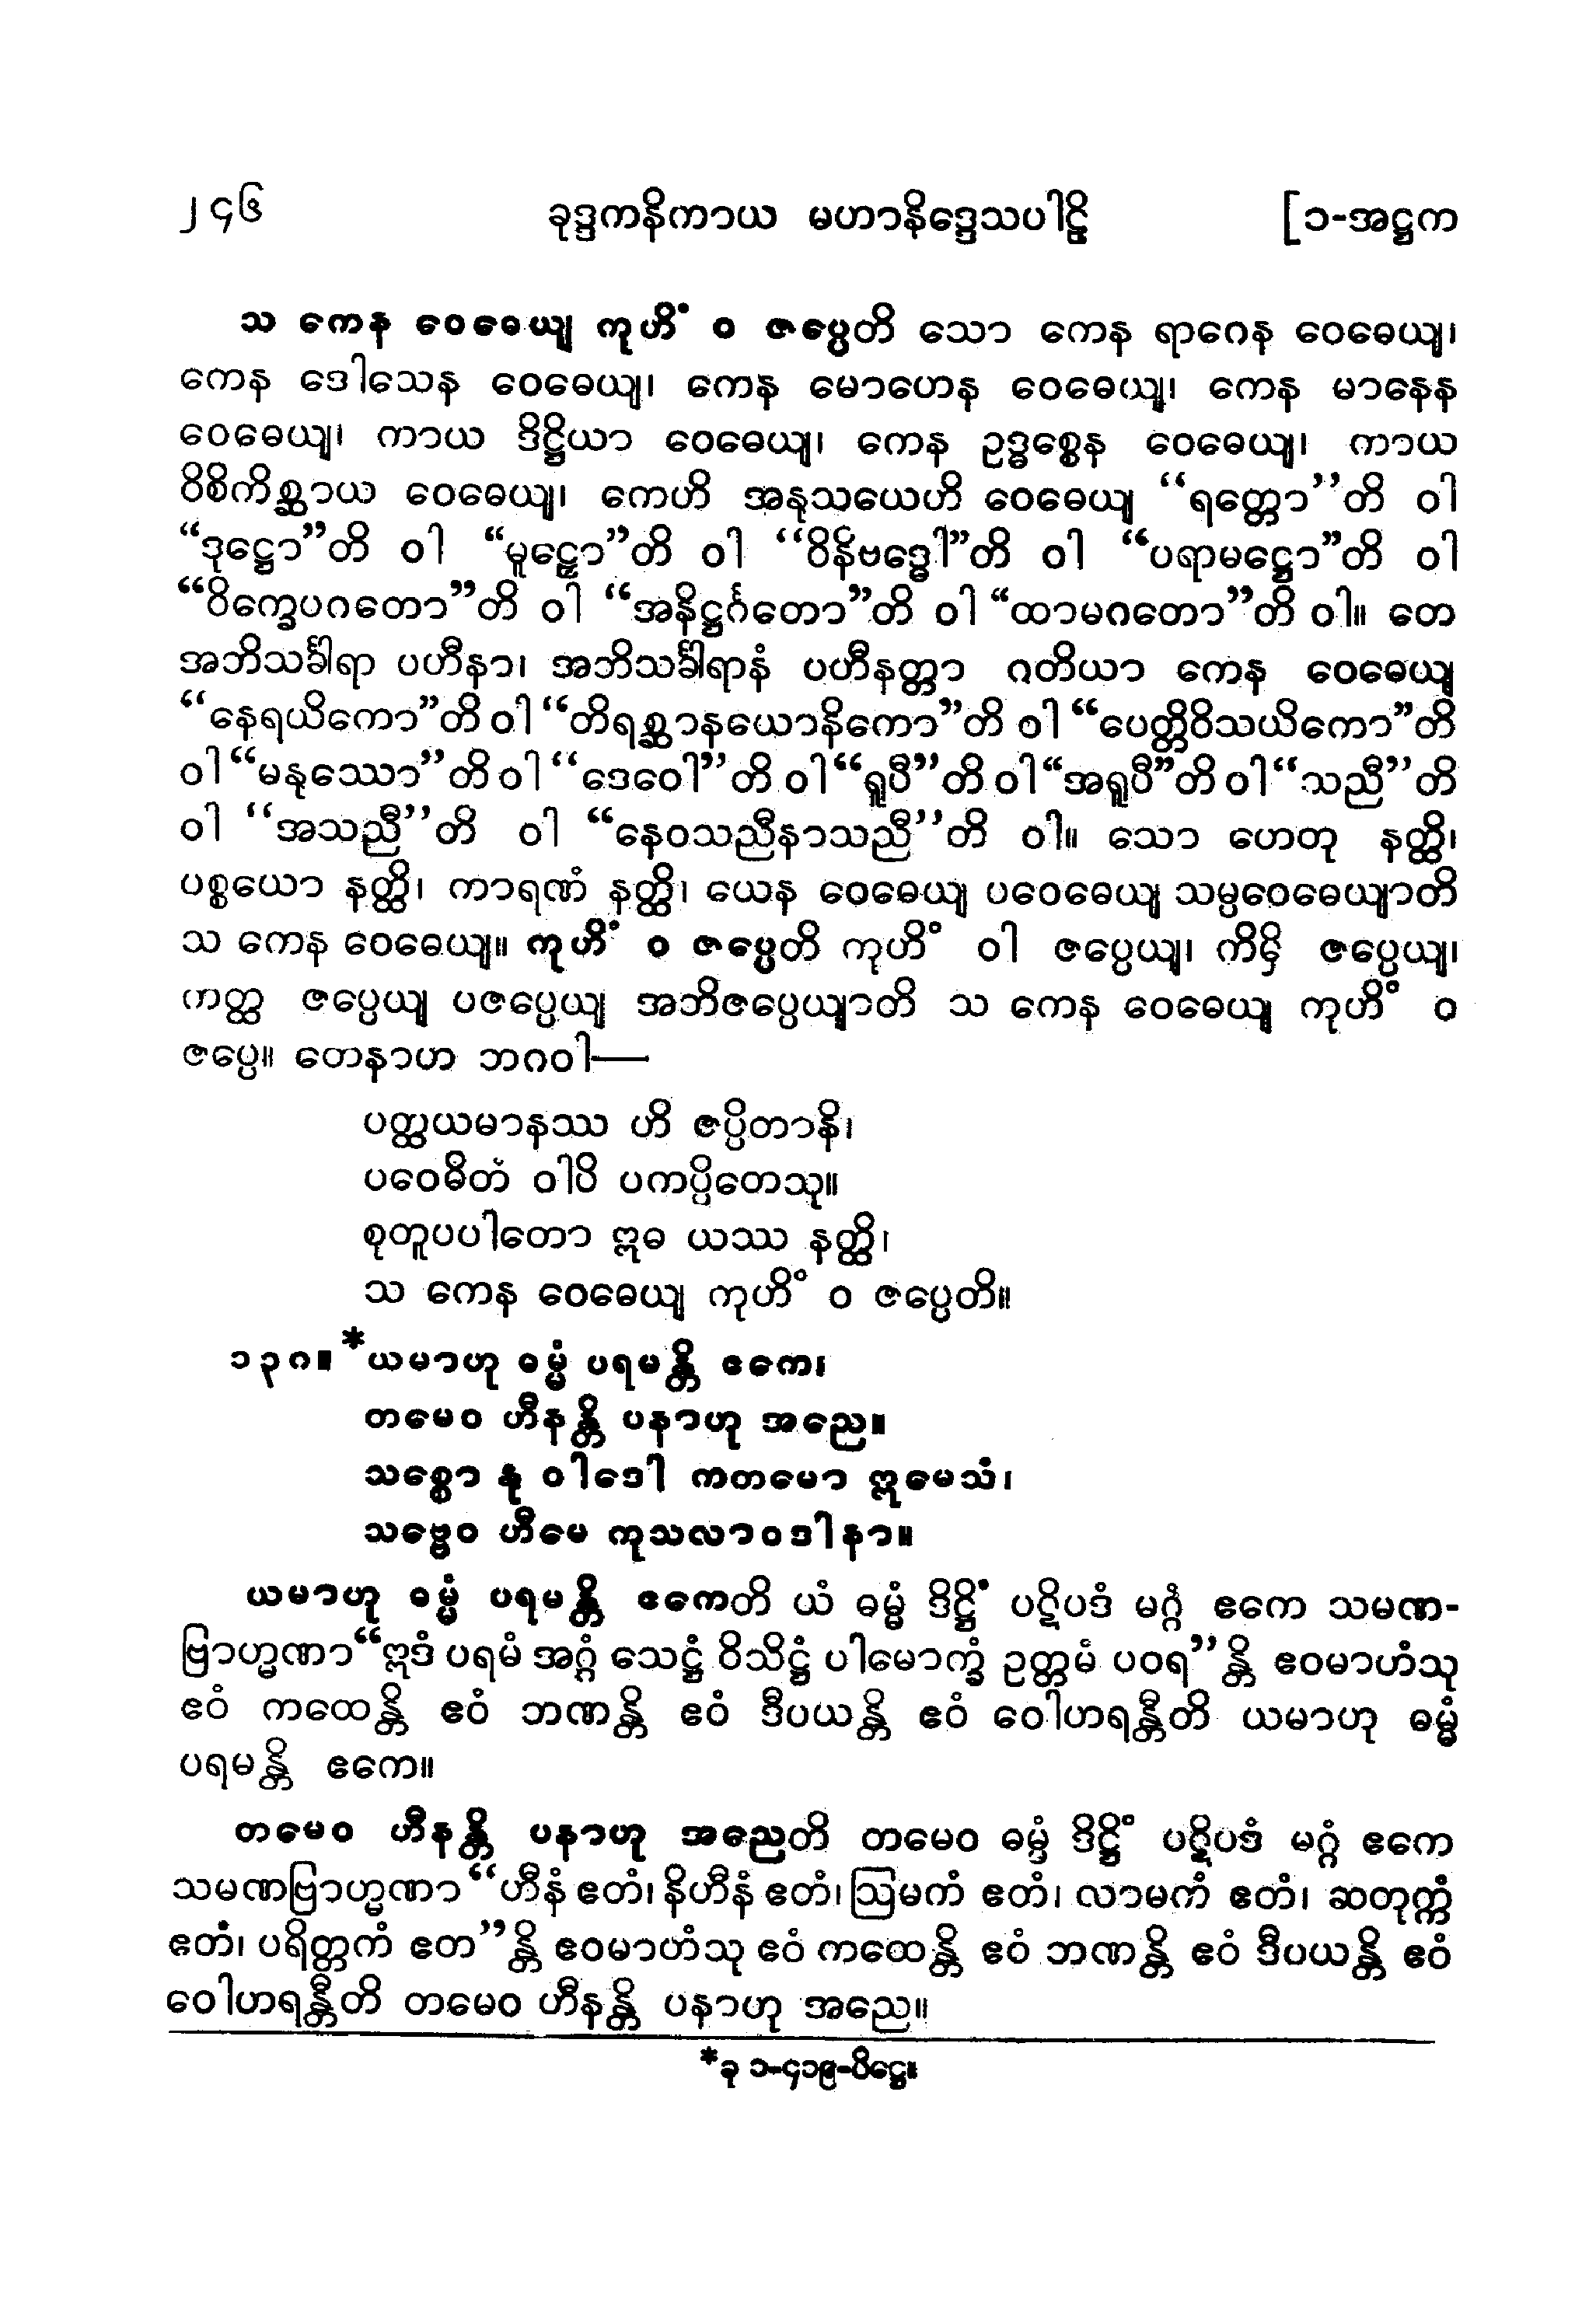 ၂၄၆ ခုဒ္ဒကနိကာယ မဟာနိဒ္ဒေသပါဠိ [၁-အဋ္ဌက
သ ကေန ဝေဓေယျ ကုဟိံ ဝ ဇပ္ပေတိ သော ကေန ရာဂေန ဝေဓေယျ၊
ကေန ဒေါသေန ဝေဓေယျ၊ ကေန မောဟေန ဝေဓေယျ၊ ကေန မာနေန
ဝေဓေယျ၊ ကာယ ဒိဋ္ဌိယာ ဝေဓေယျ၊ ကေန ဥဒ္ဓစ္စေန ဝေဓေယျ၊ ကာယ
ဝိစိကိစ္ဆာယ ဝေဓေယျ၊ ကေဟိ အနုသယေဟိ ဝေဓေယျ “ရတ္တော”တိ ဝါ
“ဒုဋ္ဌော”တိ ဝါ “မူဠှော”တိ ဝါ “ဝိနိဗဒ္ဓေါ”တိ ဝါ “ပရာမဋ္ဌော”တိ ဝါ
“ဝိက္ခေပဂတော”တိ ဝါ “အနိဋ္ဌင်္ဂတော”တိ ဝါ “ထာမဂတော”တိ ဝါ။ တေ
အဘိသင်္ခါရာ ပဟီနာ၊ အဘိသင်္ခါရာနံ ပဟီနတ္တာ ဂတိယာ ကေန ဝေဓေယျ
“နေရယိကော”တိ ဝါ “တိရစ္ဆာနယောနိကော”တိ ဝါ “ပေတ္တိဝိသယိကော”တိ
ဝါ “မနုဿော”တိ ဝါ “ဒေဝေါ”တိ ဝါ “ရူပီ”တိ ဝါ “အရူပီ”တိ ဝါ “သညီ”တိ
ဝါ “အသညီ”တိ ဝါ “နေဝသညီနာသညီ”တိ ဝါ။ သော ဟေတု နတ္ထိ၊
ပစ္စယော နတ္ထိ၊ ကာရဏံ နတ္ထိ၊ ယေန ဝေဓေယျ ပဝေဓေယျ သမ္ပဝေဓေယျာတိ
သ ကေန ဝေဓေယျ။ ကုဟိံ ဝ ဇပ္ပေတိ ကုဟိံ ဝါ ဇပ္ပေယျ၊ ကိမှိ ဇပ္ပေယျ၊
ကတ္ထ ဇပ္ပေယျ ပဇပ္ပေယျ အဘိဇပ္ပေယျာတိ သ ကေန ဝေဓေယျ ကုဟိံ ဝ
ဇပ္ပေ။ တေနာဟ ဘဂဝါ—
ပတ္ထယမာနဿ ဟိ ဇပ္ပိတာနိ၊
ပဝေဓိတံ ဝါပိ ပကပ္ပိတေသု။
စုတူပပါတော ဣဓ ယဿ နတ္ထိ၊
သ ကေန ဝေဓေယျ ကုဟိံ ဝ ဇပ္ပေတိ။
၁၃ဂ။ *ယမာဟု ဓမ္မံ ပရမန္တိ ဧကေ၊
တမေဝ ဟီနန္တိ ပနာဟု အညေ။
သစ္စော နု ဝါဒေါ ကတမော ဣမေသံ၊
သဗ္ဗေဝ ဟီမေ ကုသလာဝဒါနာ။
ယမာဟု ဓမ္မံ ပရမန္တိ ဧကေတိ ယံ ဓမ္မံ ဒိဋ္ဌိံ ပဋိပဒံ မဂ္ဂံ ဧကေ သမဏ-
ဗြာဟ္မဏာ “ဣဒံ ပရမံ အဂ္ဂံ သေဋ္ဌံ ဝိသိဋ္ဌံ ပါမောက္ခံ ဥတ္တမံ ပဝရ”န္တိ ဧဝမာဟံသု
ဧဝံ ကထေန္တိ ဧဝံ ဘဏန္တိ ဧဝံ ဒီပယန္တိ ဧဝံ ဝေါဟရန္တီတိ ယမာဟု ဓမ္မံ
ပရမန္တိ ဧကေ။
တမေဝ ဟီနန္တိ ပနာဟု အညေတိ တမေဝ ဓမ္မံ ဒိဋ္ဌိံ ပဋိပဒံ မဂ္ဂံ ဧကေ
သမဏဗြာဟ္မဏာ “ဟီနံ ဧတံ၊ နိဟီနံ ဧတံ၊ ဩမကံ ဧတံ၊ လာမကံ ဧတံ၊ ဆတုက္ကံ
ဧတံ၊ ပရိတ္တကံ ဧတ”န္တိ ဧဝမာဟံသု ဧဝံ ကထေန္တိ ဧဝံ ဘဏန္တိ ဧဝံ ဒီပယန္တိ ဧဝံ
ဝေါဟရန္တီတိ တမေဝ ဟီနန္တိ ပနာဟု အညေ။
*ခု ၁-၄၁၉-ပိဋ္ဌေ။